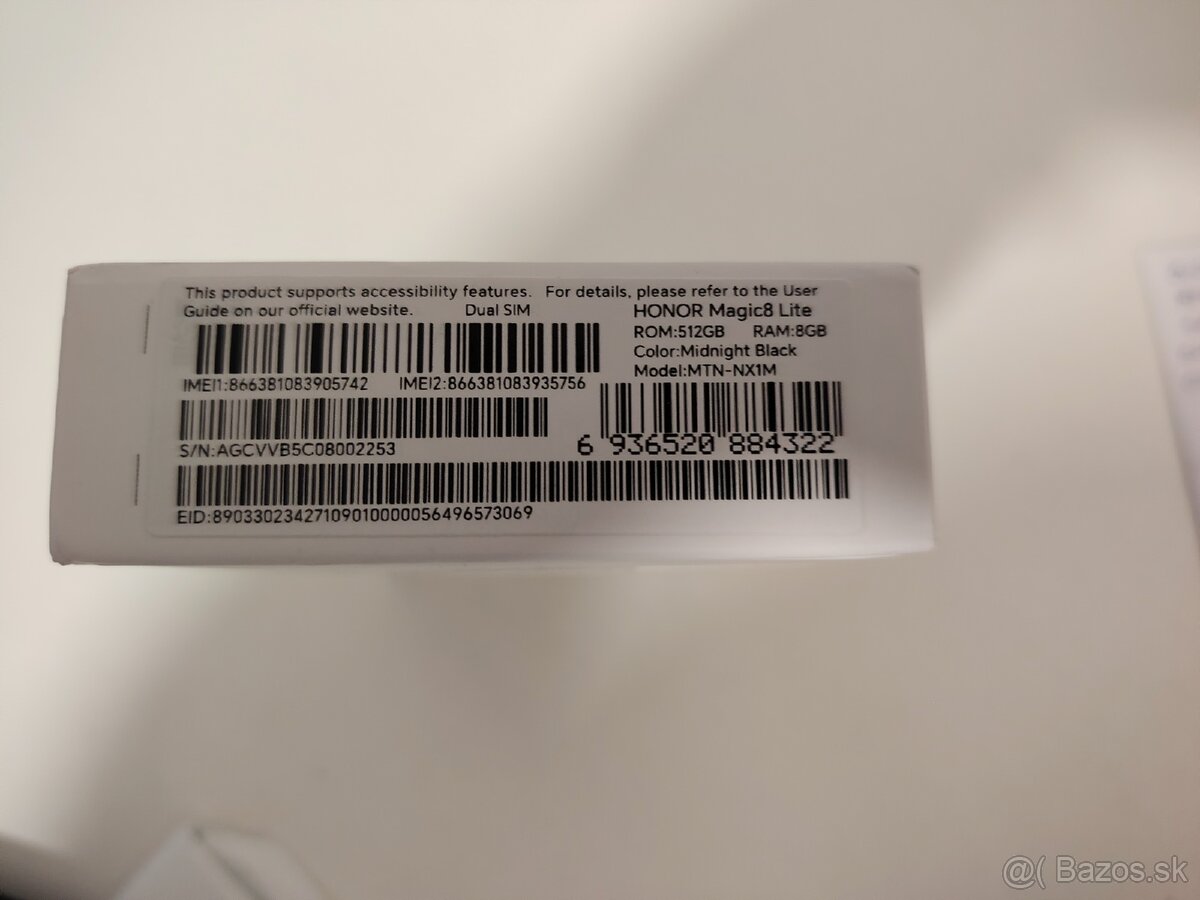 This product supports accessibility features. For details, please refer to the User
Guide on our official website. Dual SIM
HONOR Magic8 Lite
ROM:512GB RAM:8GB
Color:Midnight Black
Model:MTN-NX1M
IMEI1:866381083905742 IMEI2:866381083935756
S/N:AGCVVB5C08002253
6 936520 884322
EID:89033023427109010000056496573069
@( Bazos.sk